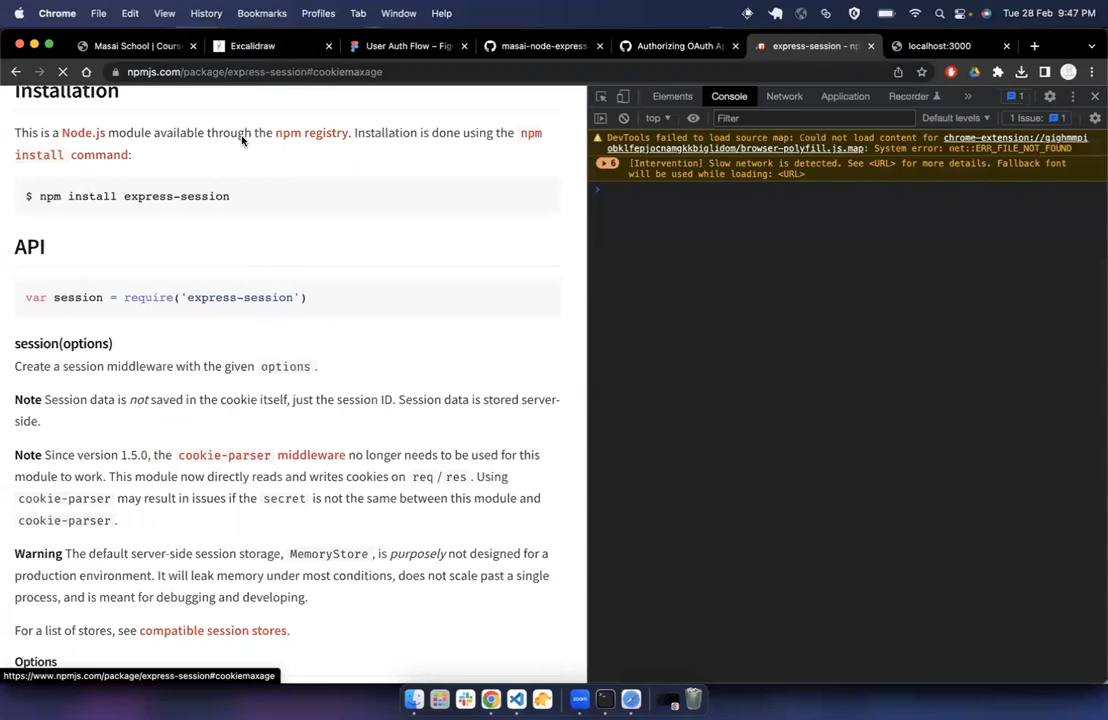 Chrome File Edit View History Bookmarks Profiles Tab Window Help
Tue 28 Feb 9:47 PM
Masai School | Cours
Excalidraw
User Auth Flow – Fig
masai-node-express
Authorizing OAuth Ap
express-session - np
localhost:3000
npmjs.com/package/express-session#cookiemaxage
Installation
This is a Node.js module available through the npm registry. Installation is done using the npm
install command:
$ npm install express-session
API
var session = require('express-session')
session(options)
Create a session middleware with the given options .
Note Session data is not saved in the cookie itself, just the session ID. Session data is stored server-
side.
Note Since version 1.5.0, the cookie-parser middleware no longer needs to be used for this
module to work. This module now directly reads and writes cookies on req / res . Using
cookie-parser may result in issues if the secret is not the same between this module and
cookie-parser .
Warning The default server-side session storage, MemoryStore , is purposely not designed for a
production environment. It will leak memory under most conditions, does not scale past a single
process, and is meant for debugging and developing.
For a list of stores, see compatible session stores.
Options
https://www.npmjs.com/package/express-session#cookiemaxage
Elements Console Network Application Recorder » 1
top Filter Default levels 1 Issue: 1
DevTools failed to load source map: Could not load content for chrome-extension://gighmmpi
obklfepjocnamgkkbiglidom/browser-polyfill.js.map: System error: net::ERR_FILE_NOT_FOUND
6 [Intervention] Slow network is detected. See <URL> for more details. Fallback font
will be used while loading: <URL>
zoom